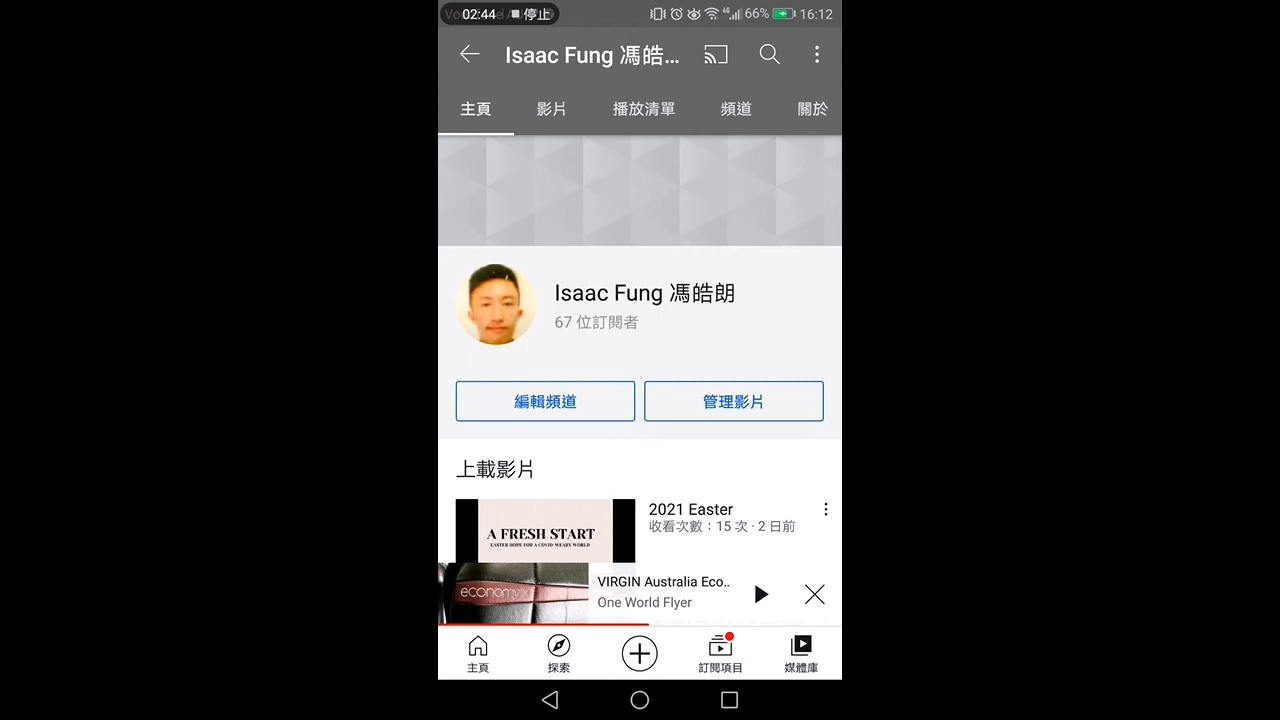 02:44 停止
4G 66% 16:12
Isaac Fung 馮皓...
主頁 影片 播放清單 頻道 關於
Isaac Fung 馮皓朗
67 位訂閱者
編輯頻道 管理影片
上載影片
2021 Easter
收看次數：15 次 · 2 日前
A FRESH START
EASTER HOPE FOR A COVID-WEARY WORLD
VIRGIN Australia Eco..
One World Flyer
economy x
主頁 探索 訂閱項目 媒體庫